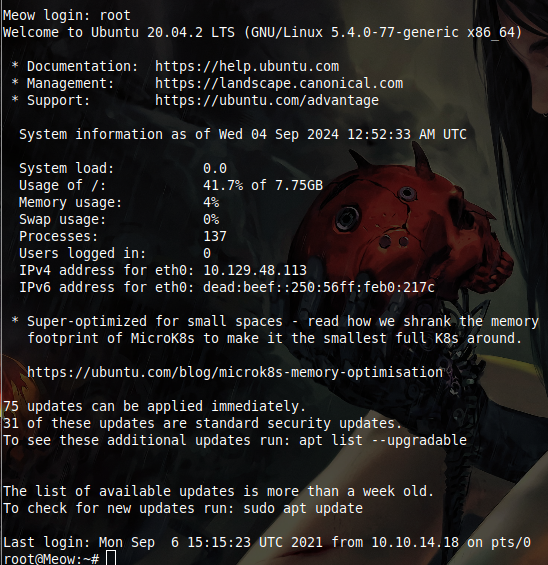 Meow login: root
Welcome to Ubuntu 20.04.2 LTS (GNU/Linux 5.4.0-77-generic x86_64)
* Documentation:  https://help.ubuntu.com
* Management:     https://landscape.canonical.com
* Support:        https://ubuntu.com/advantage
System information as of Wed 04 Sep 2024 12:52:33 AM UTC
System load:           0.0
Usage of /:            41.7% of 7.75GB
Memory usage:          4%
Swap usage:            0%
Processes:             137
Users logged in:       0
IPv4 address for eth0: 10.129.48.113
IPv6 address for eth0: dead:beef::250:56ff:feb0:217c
* Super-optimized for small spaces - read how we shrank the memory
footprint of MicroK8s to make it the smallest full K8s around.
https://ubuntu.com/blog/microk8s-memory-optimisation
75 updates can be applied immediately.
31 of these updates are standard security updates.
To see these additional updates run: apt list --upgradable
The list of available updates is more than a week old.
To check for new updates run: sudo apt update
Last login: Mon Sep  6 15:15:23 UTC 2021 from 10.10.14.18 on pts/0
root@Meow:~#